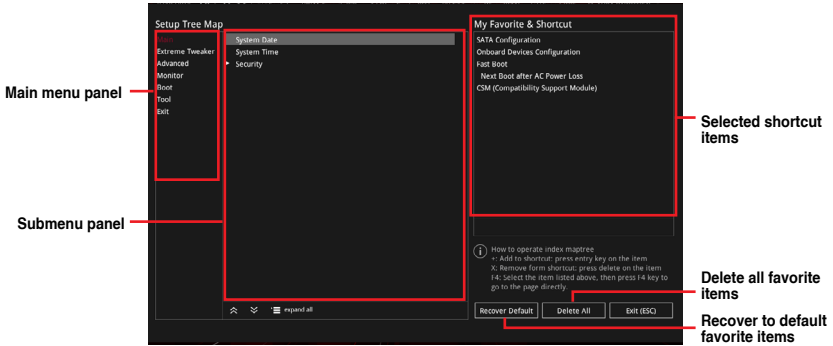 Setup Tree Map
My Favorite & Shortcut
Main
Extreme Tweaker
Advanced
Monitor
Boot
Tool
Exit
System Date
System Time
Security
SATA Configuration
Onboard Devices Configuration
Fast Boot
Next Boot after AC Power Loss
CSM (Compatibility Support Module)
Main menu panel
Submenu panel
Selected shortcut
items
How to operate index maptree
+: Add to shortcut: press entry key on the item
X: Remove form shortcut: press delete on the item
F4: Select the item listed above, then press F4 key to
go to the page directly.
Delete all favorite
items
expand all
Recover Default
Delete All
Exit (ESC)
Recover to default
favorite items